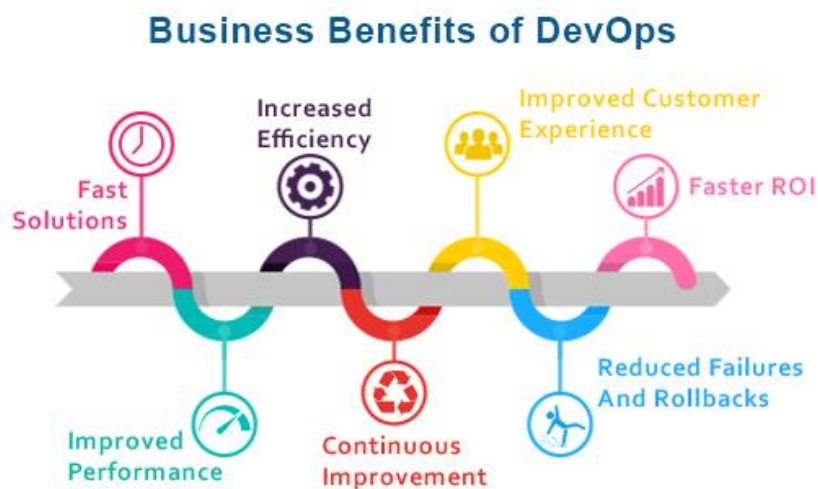 Business Benefits of DevOps
Fast
Solutions
Improved
Performance
Increased
Efficiency
Continuous
Improvement
Improved Customer
Experience
Reduced Failures
And Rollbacks
Faster ROI